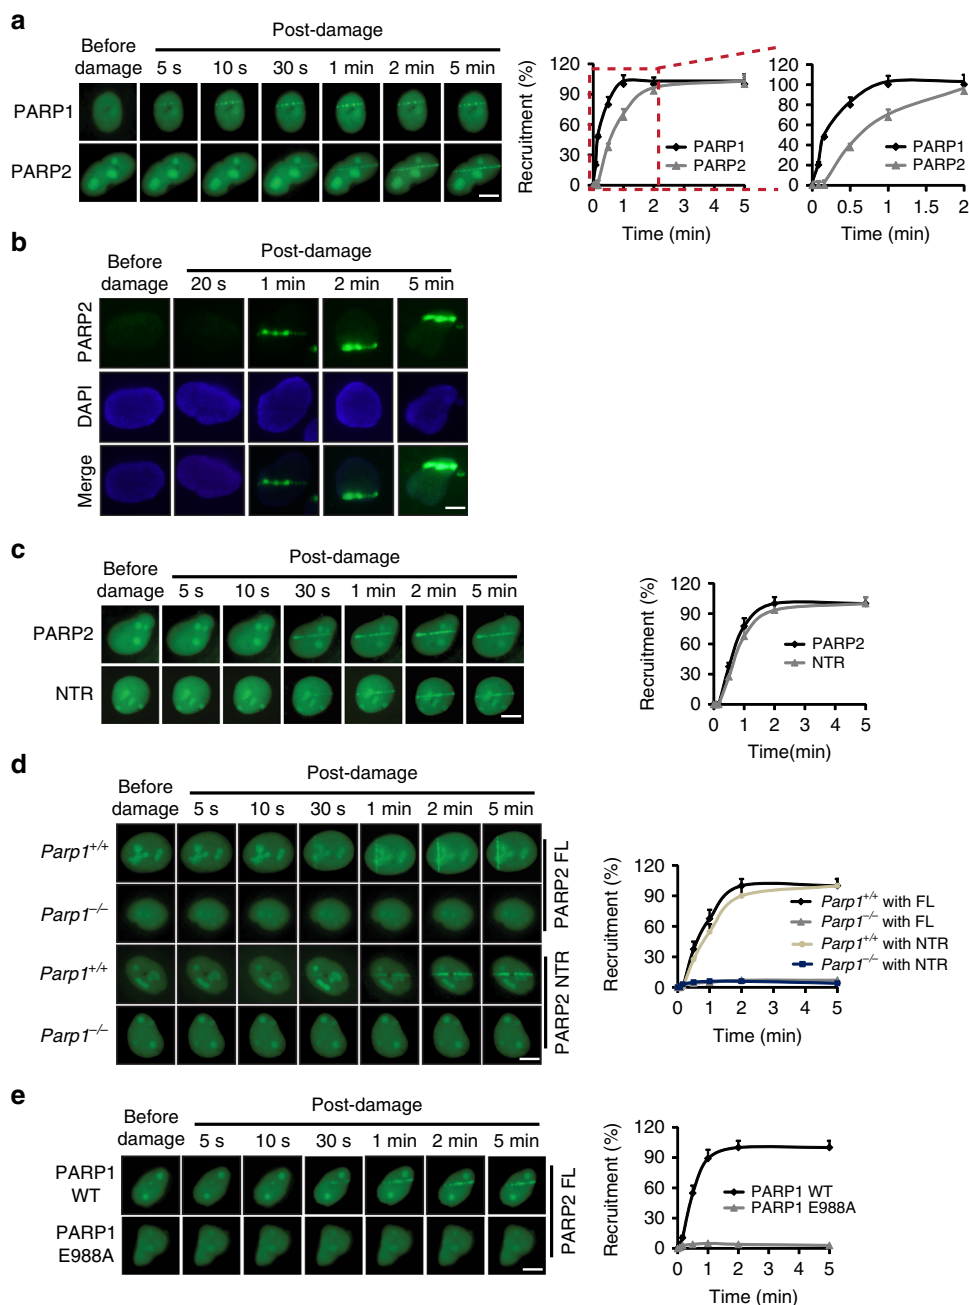 a
Before damage
Post-damage
5 s 10 s 30 s 1 min 2 min 5 min
PARP1
PARP2
Recruitment (%)
120
90
60
30
0
0 1 2 5
Time (min)
PARP1
PARP2
120
100
80
60
40
20
0
0 0.5 1 1.5 2
Time (min)
PARP1
PARP2
b
Before damage
Post-damage
20 s 1 min 2 min 5 min
PARP2
DAPI
Merge
c
Before damage
Post-damage
5 s 10 s 30 s 1 min 2 min 5 min
PARP2
NTR
Recruitment (%)
120
90
60
30
0
0 1 2 3 4 5
Time(min)
PARP2
NTR
d
Before damage
Post-damage
5 s 10 s 30 s 1 min 2 min 5 min
Parp1+/+
Parp1−/−
Parp1+/+
Parp1−/−
PARP2 FL
PARP2 NTR
Recruitment (%)
120
90
60
30
0
0 1 2 3 4 5
Time (min)
Parp1+/+ with FL
Parp1−/− with FL
Parp1+/+ with NTR
Parp1−/− with NTR
e
Before damage
Post-damage
5 s 10 s 30 s 1 min 2 min 5 min
PARP1 WT
PARP1 E988A
PARP2 FL
Recruitment (%)
120
90
60
30
0
0 1 2 3 4 5
Time (min)
PARP1 WT
PARP1 E988A